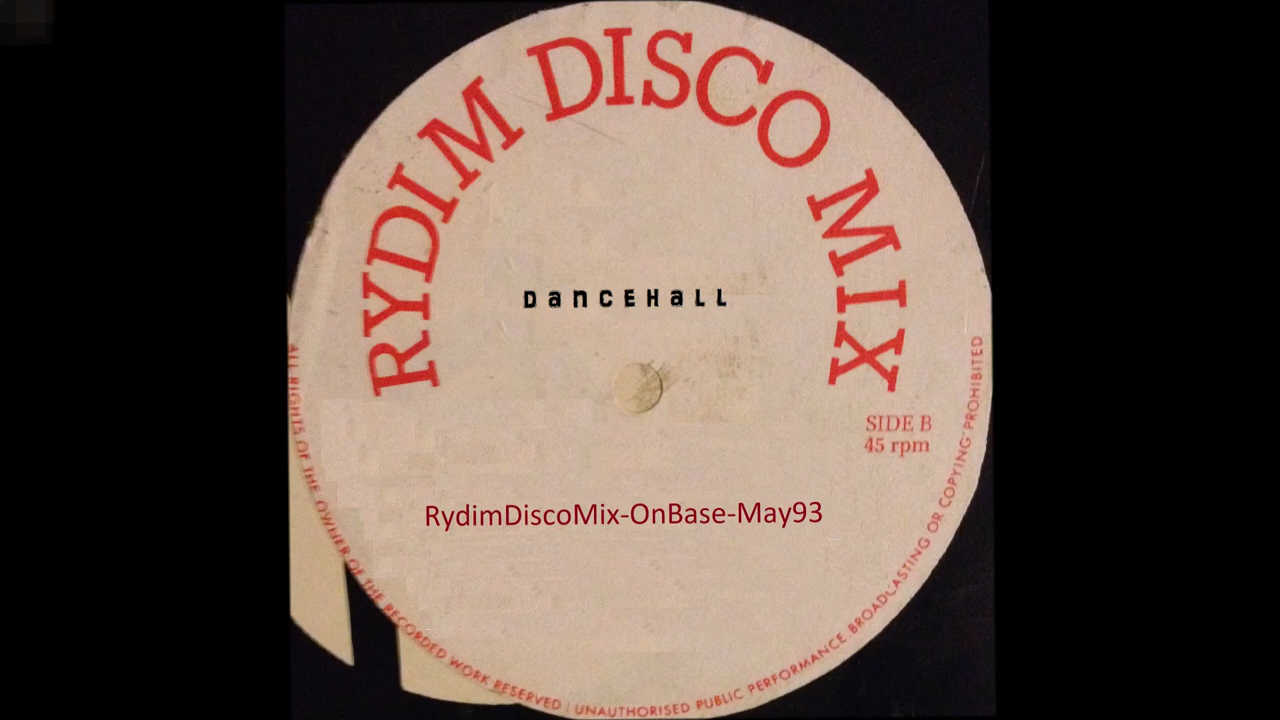 RYDIM DISCO MIX
DaNCEHaLL
SIDE B
45 rpm
RydimDiscoMix-OnBase-May93
ALL RIGHTS OF THE OWNER OF THE RECORDED WORK RESERVED | UNAUTHORISED PUBLIC PERFORMANCE.BROADCASTING OR COPYING PROHIBITED